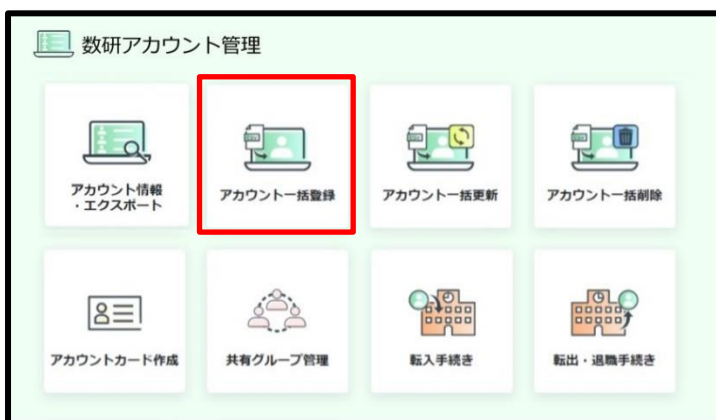 数研アカウント管理
アカウント情報
・エクスポート
アカウント一括登録
アカウント一括更新
アカウント一括削除
アカウントカード作成
共有グループ管理
転入手続き
転出・退職手続き